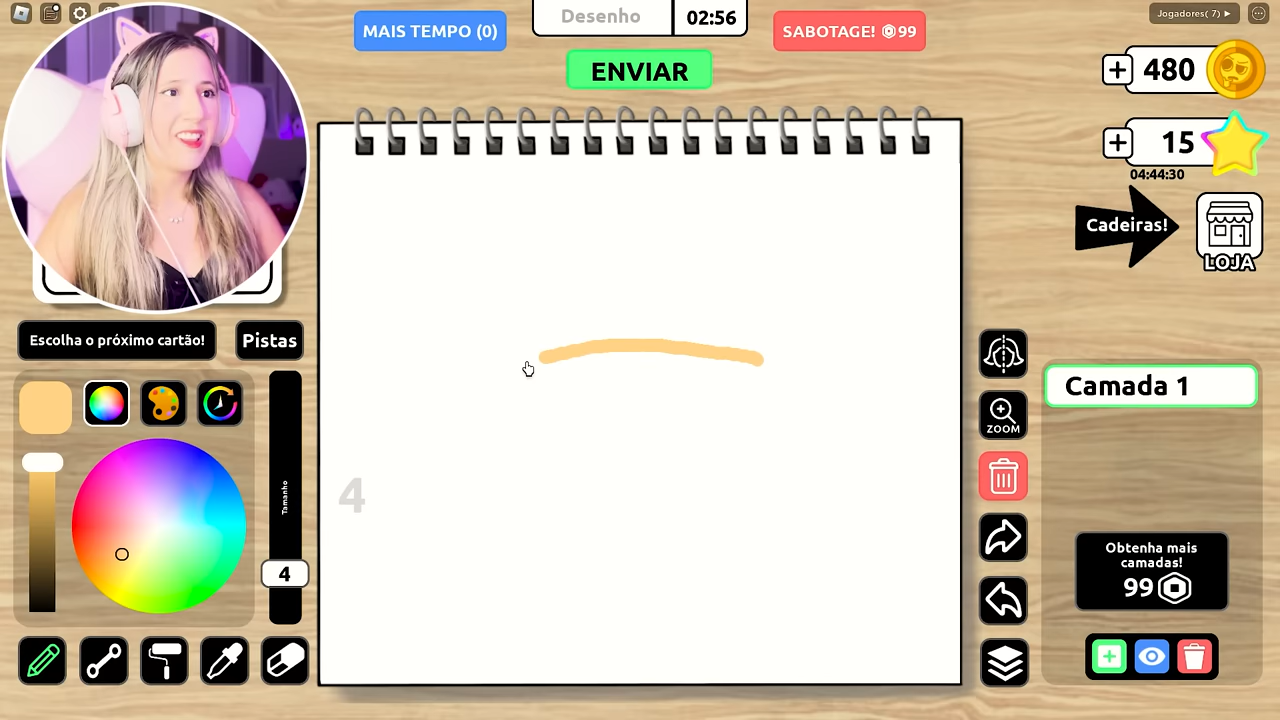 Jogadores( 7) ▶
MAIS TEMPO (0)
Desenho
02:56
SABOTAGE! 99
ENVIAR
480
15
04:44:30
Cadeiras!
LOJA
Escolha o próximo cartão!
Pistas
ZOOM
Camada 1
Tamanho
4
4
Obtenha mais
camadas!
99